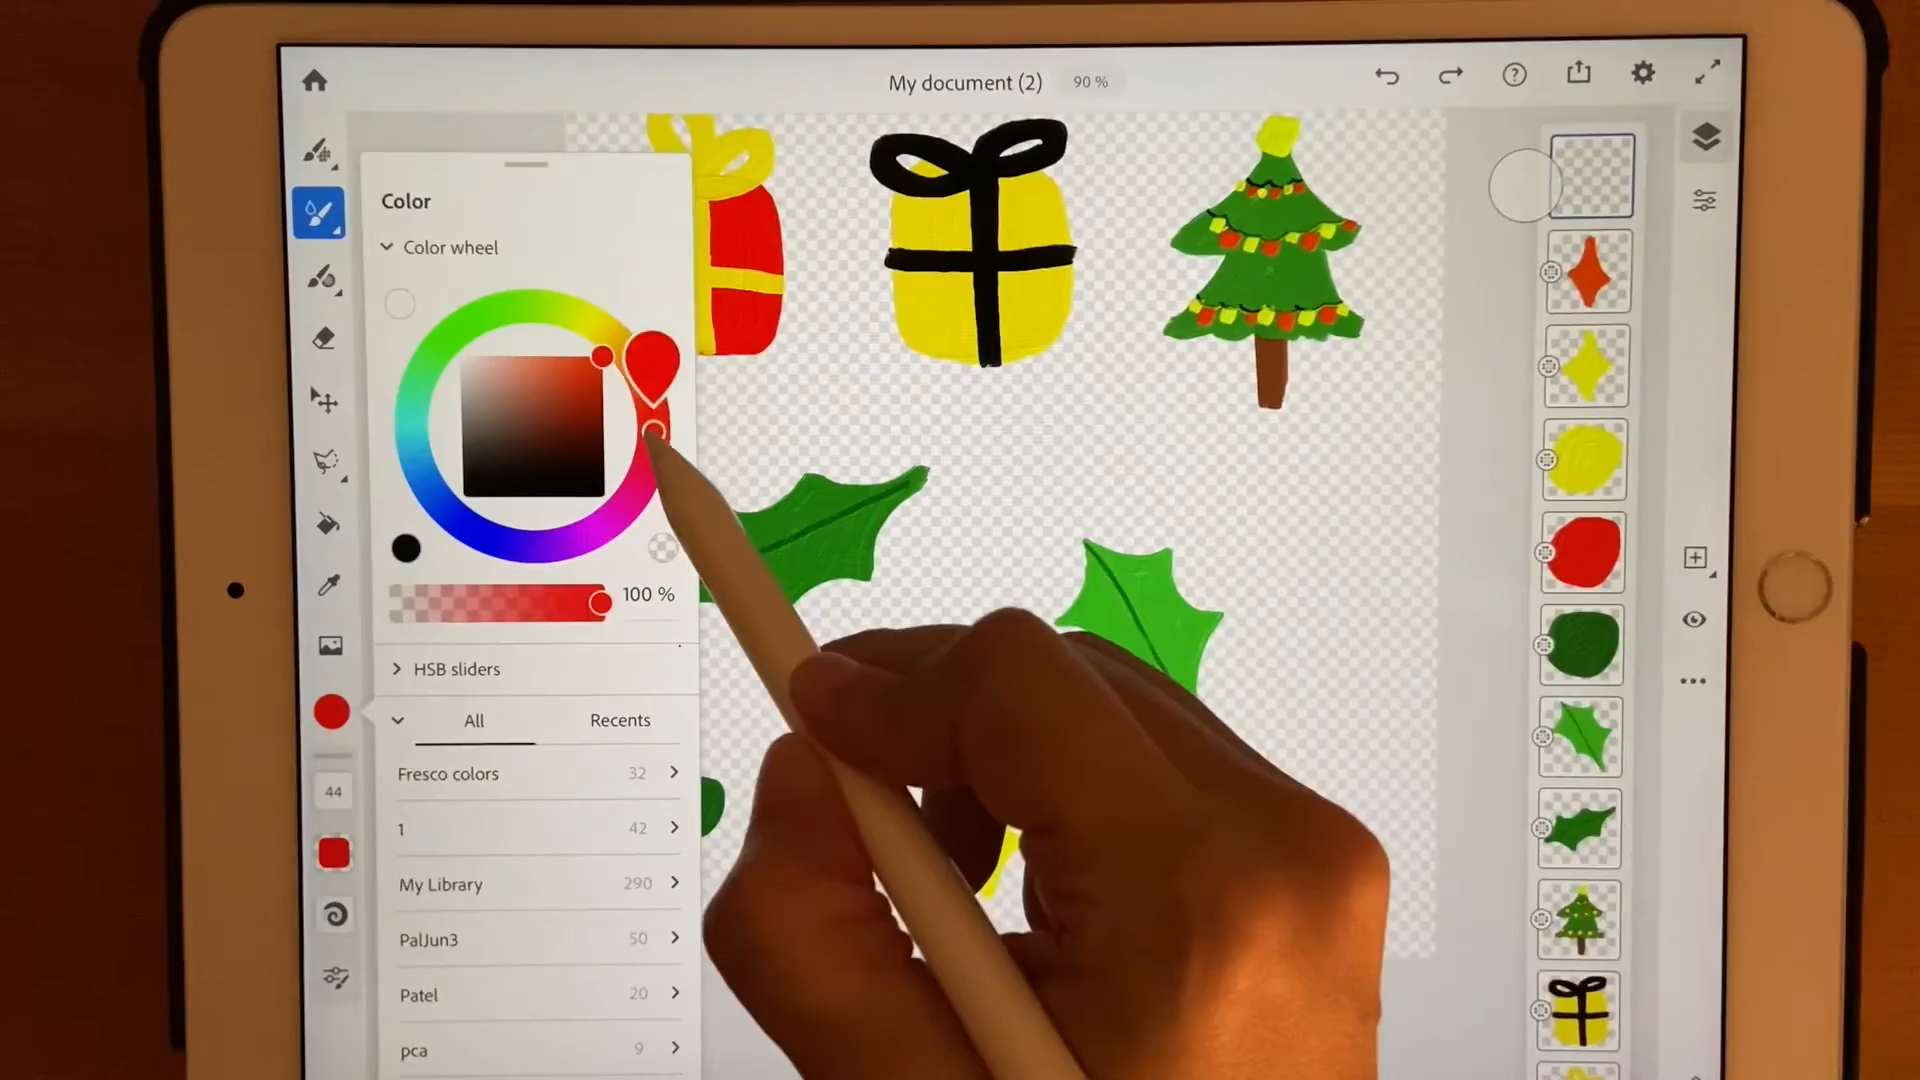 My document (2) 90 %
Color
Color wheel
100 %
HSB sliders
All Recents
Fresco colors 32
1 42
My Library 290
PalJun3 50
Patel 20
pca 9
44